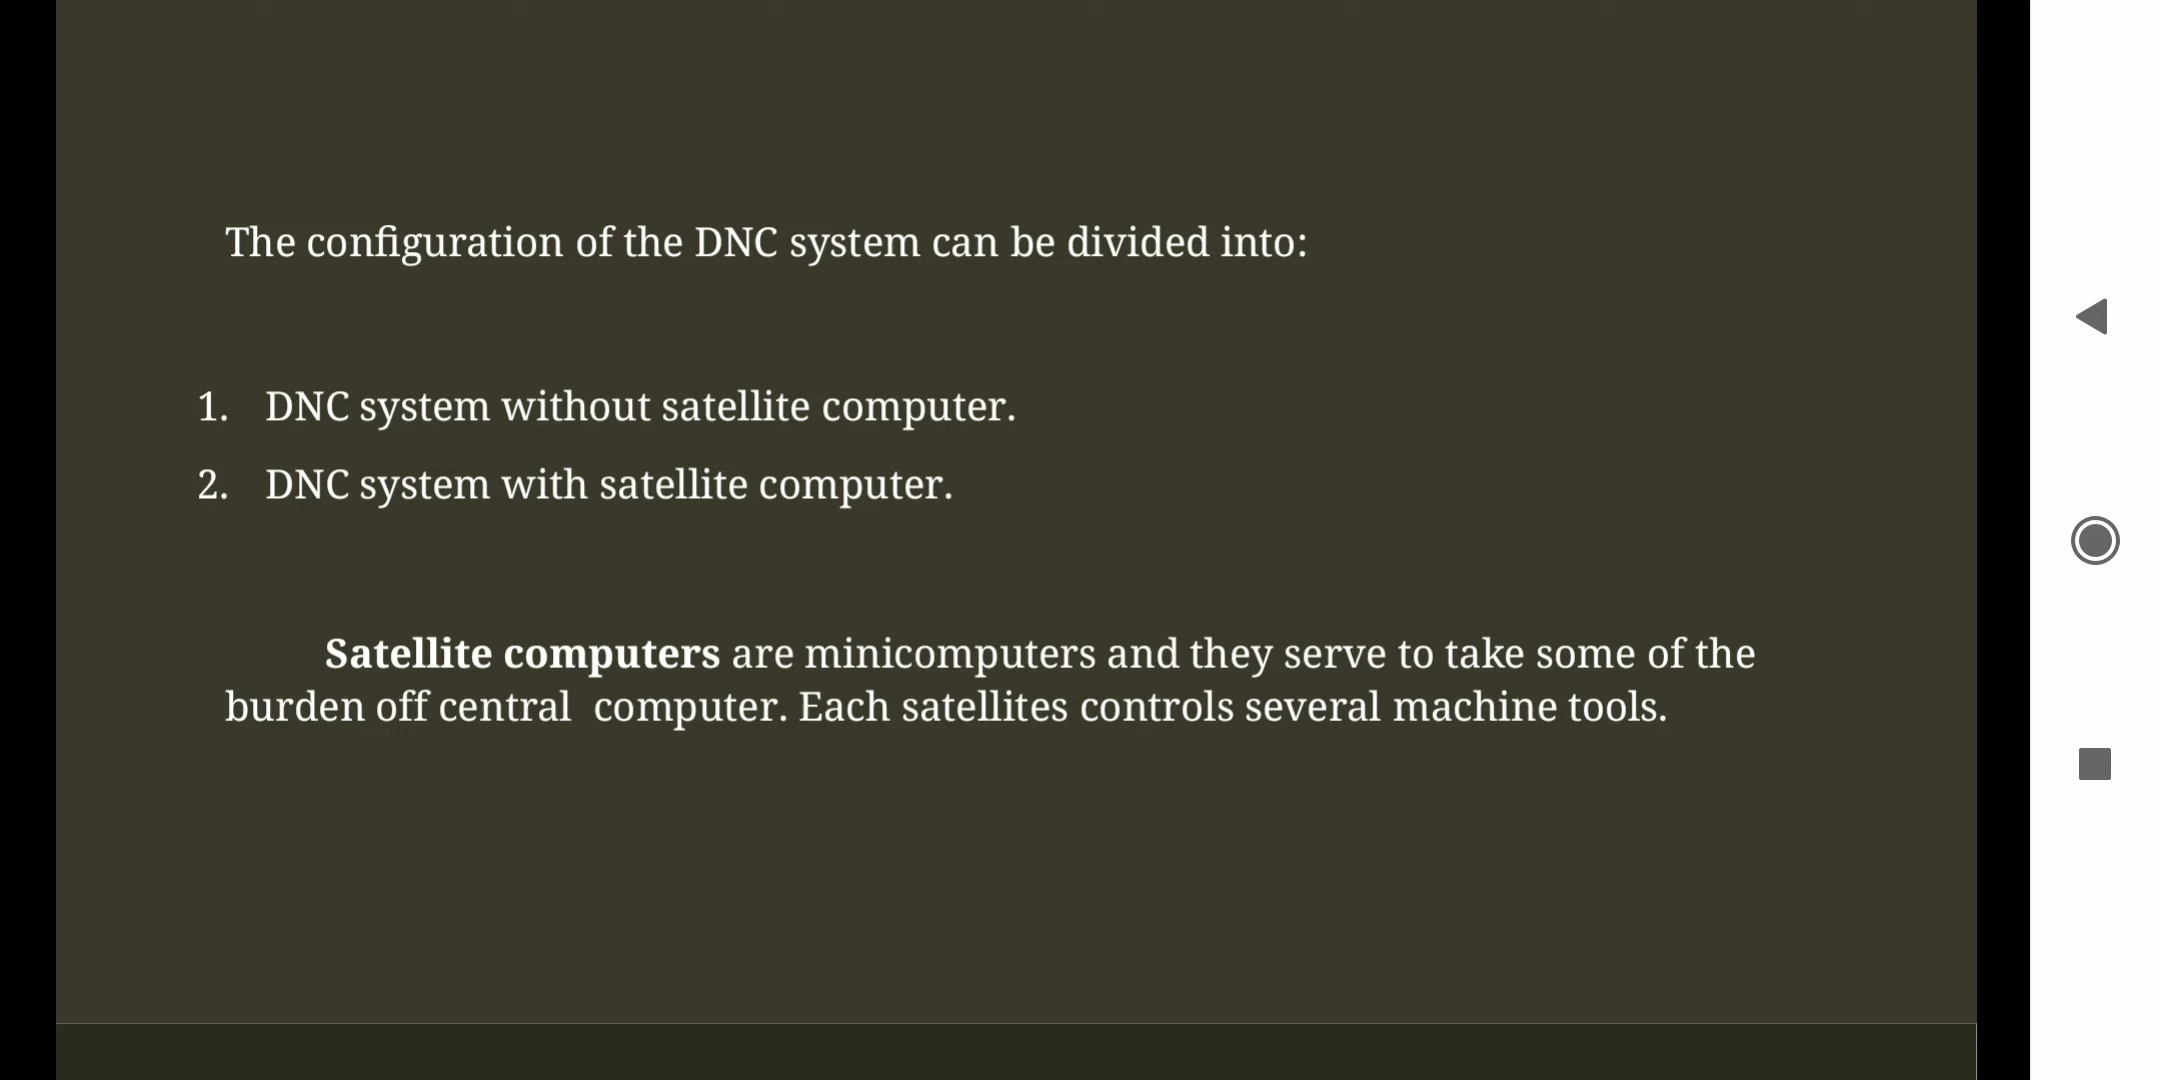 The configuration of the DNC system can be divided into:
1. DNC system without satellite computer.
2. DNC system with satellite computer.
Satellite computers are minicomputers and they serve to take some of the
burden off central  computer. Each satellites controls several machine tools.